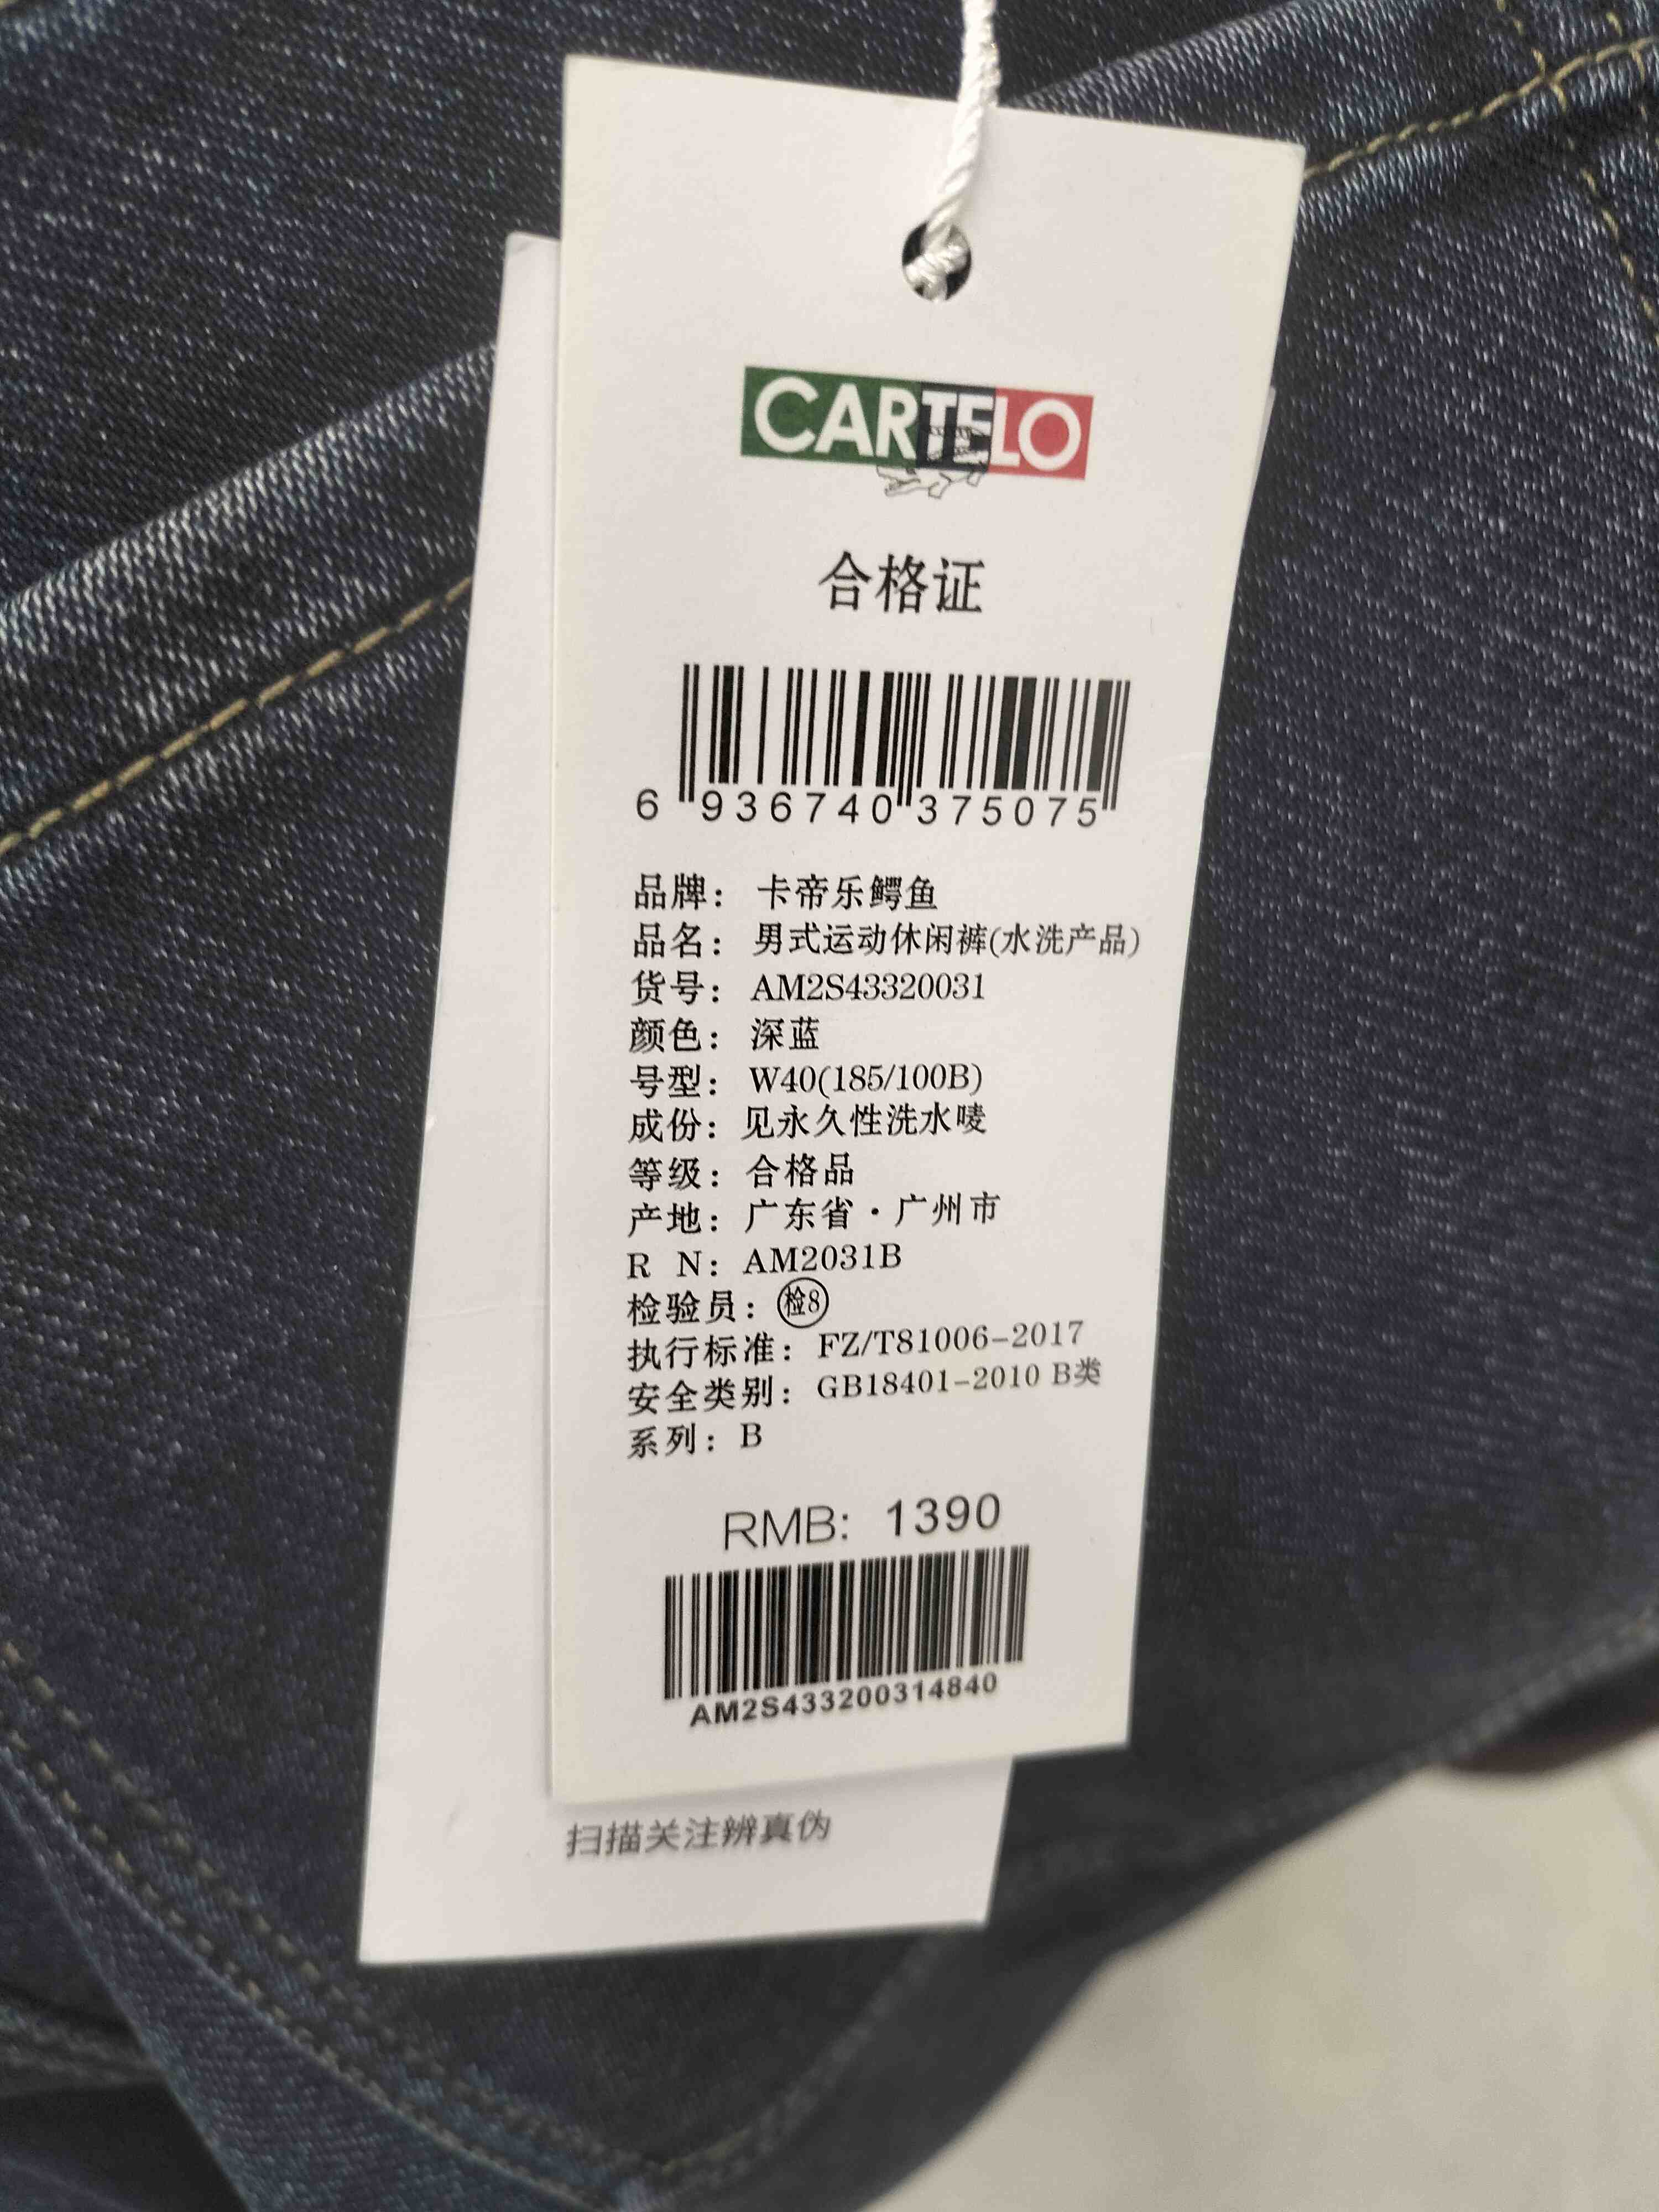 CARTELO
合格证
6 936740 375075
品牌： 卡帝乐鳄鱼
品名： 男式运动休闲裤(水洗产品)
货号： AM2S43320031
颜色： 深蓝
号型： W40(185/100B)
成份： 见永久性洗水唛
等级： 合格品
产地： 广东省·广州市
R N： AM2031B
检验员： 检8
执行标准： FZ/T81006-2017
安全类别： GB18401-2010 B类
系列： B
RMB: 1390
AM2S433200314840
扫描关注辨真伪